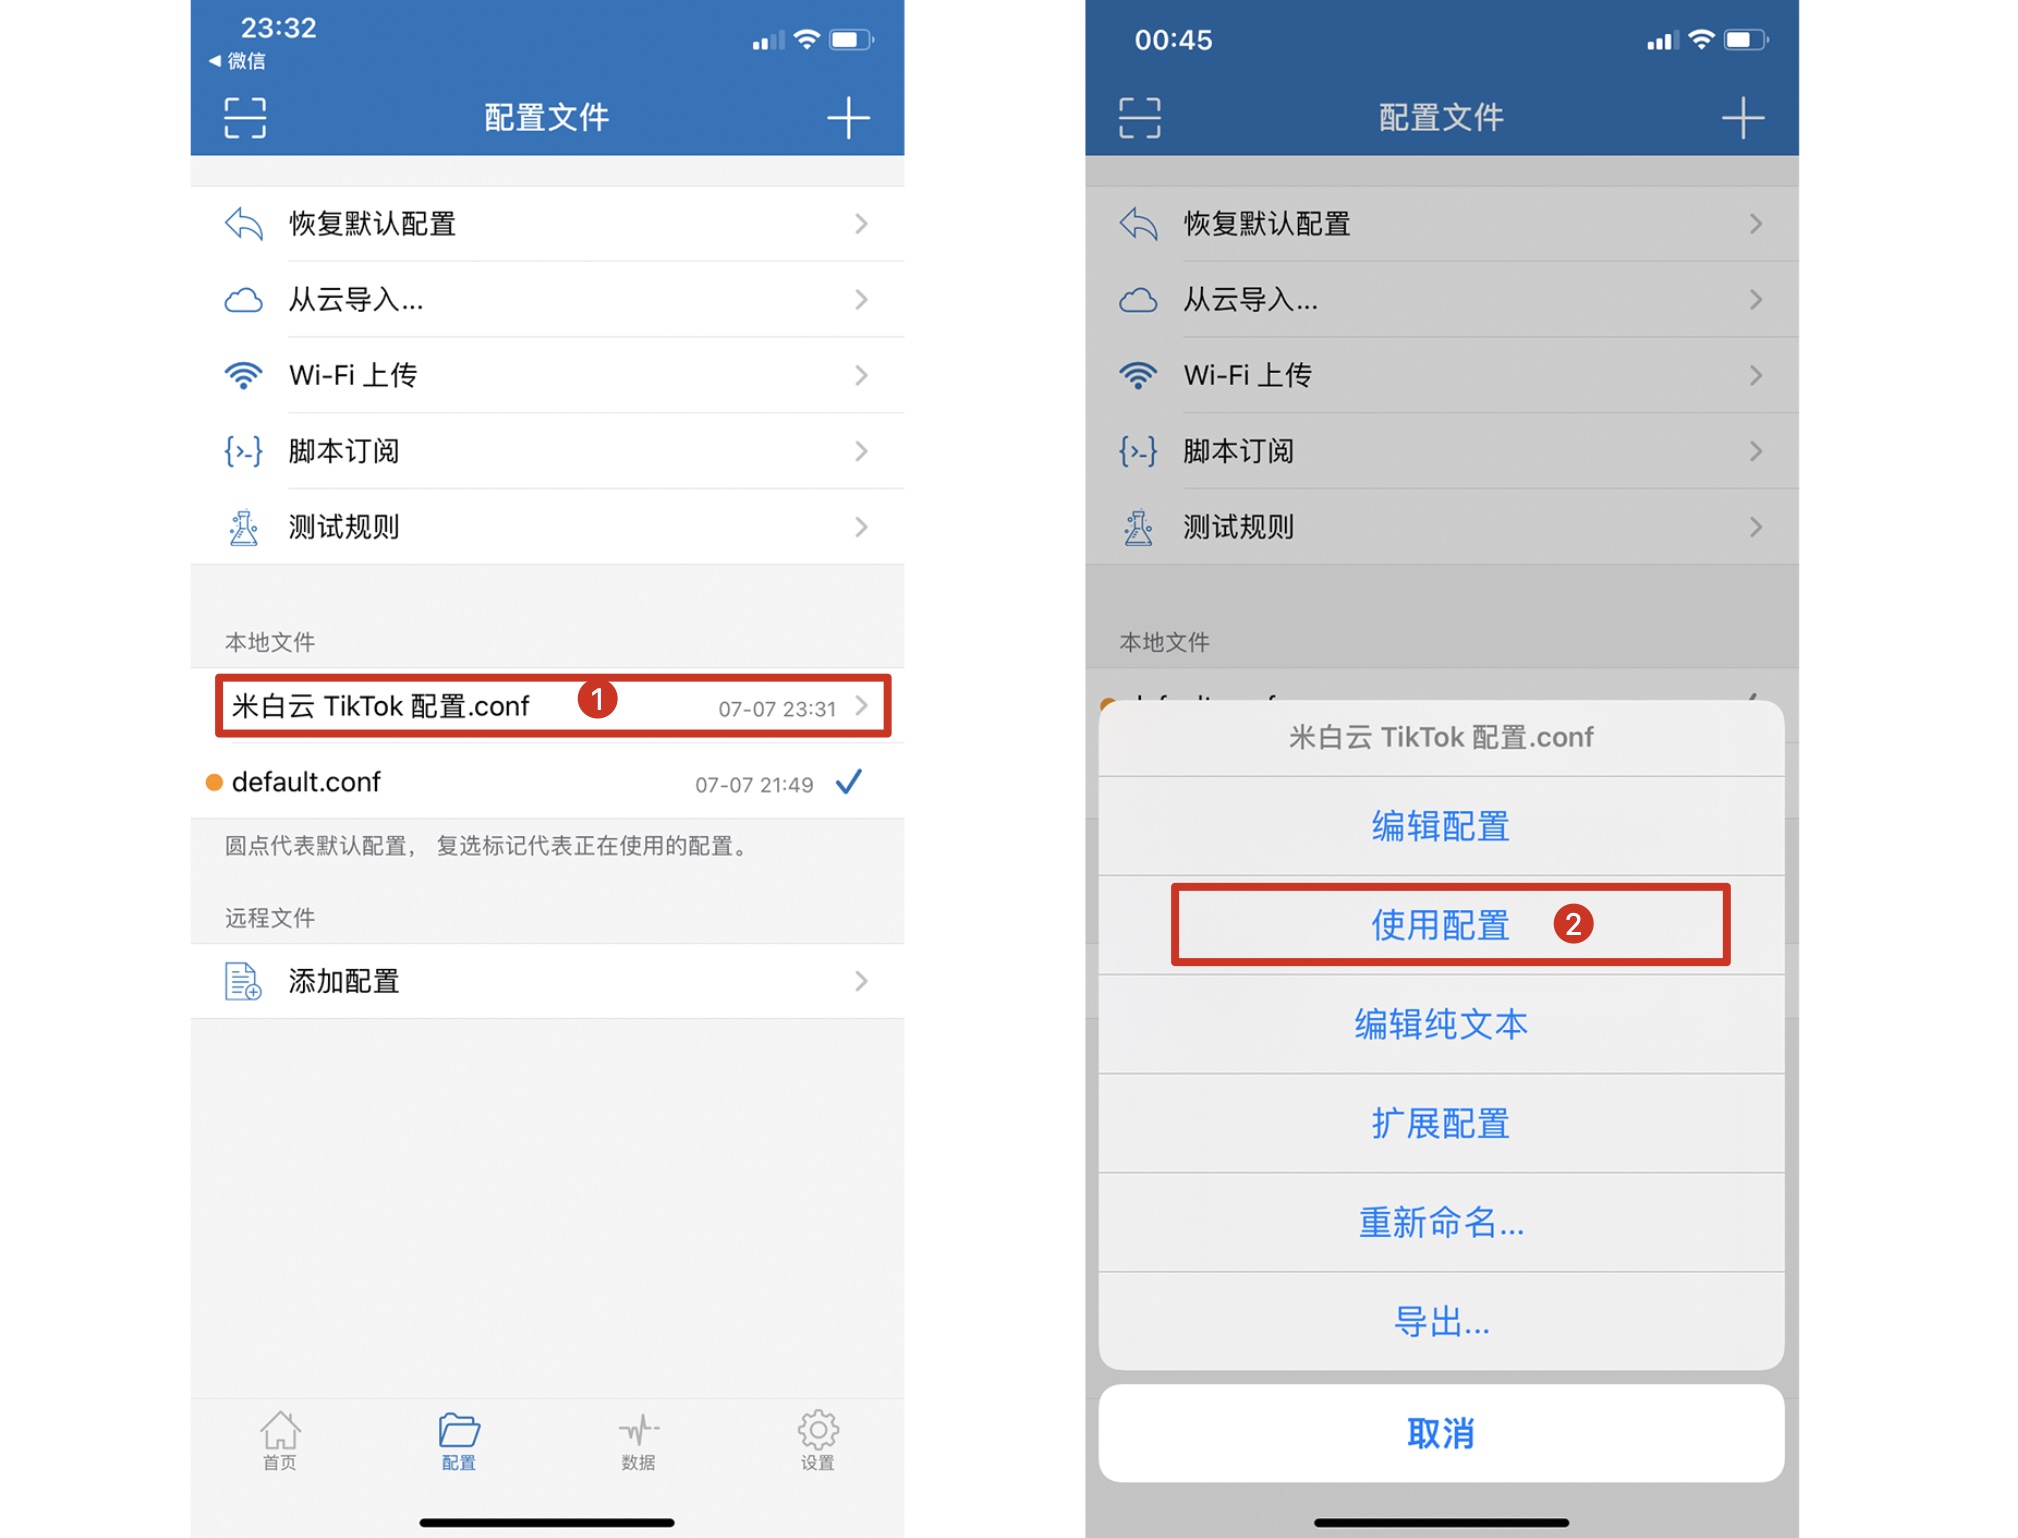 23:32
◀ 微信
配置文件
恢复默认配置
从云导入...
Wi-Fi 上传
脚本订阅
测试规则
本地文件
米白云 TikTok 配置.conf 1 07-07 23:31
default.conf 07-07 21:49
圆点代表默认配置， 复选标记代表正在使用的配置。
远程文件
添加配置
首页 配置 数据 设置
00:45
配置文件
恢复默认配置
从云导入...
Wi-Fi 上传
脚本订阅
测试规则
本地文件
米白云 TikTok 配置.conf
编辑配置
使用配置 2
编辑纯文本
扩展配置
重新命名...
导出...
取消